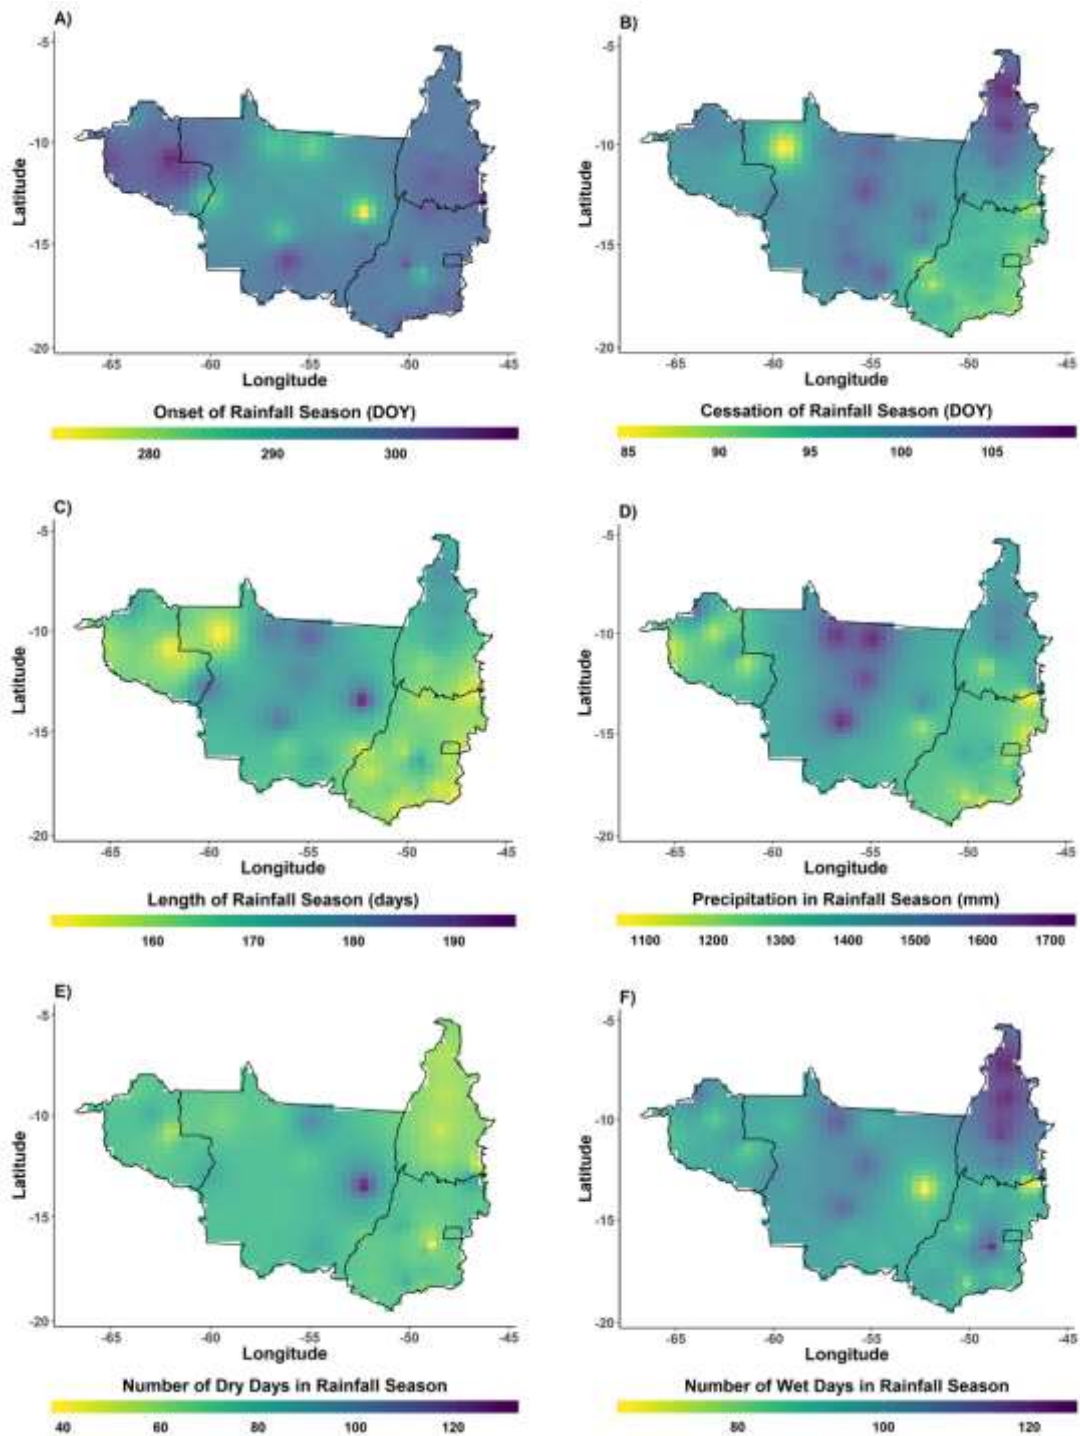 A)
B)
-5
-10
-15
-20
Latitude
-65 -60 -55 -50 -45
Longitude
Onset of Rainfall Season (DOY)
280 290 300
-5
-10
-15
-20
Latitude
-65 -60 -55 -50 -45
Longitude
Cessation of Rainfall Season (DOY)
85 90 95 100 105
C)
-5
-10
-15
-20
Latitude
-65 -60 -55 -50 -45
Longitude
Length of Rainfall Season (days)
160 170 180 190
D)
-5
-10
-15
-20
Latitude
-65 -60 -55 -50 -45
Longitude
Precipitation in Rainfall Season (mm)
1100 1200 1300 1400 1500 1600 1700
E)
-5
-10
-15
-20
Latitude
-65 -60 -55 -50 -45
Longitude
Number of Dry Days in Rainfall Season
40 60 80 100 120
F)
-5
-10
-15
-20
Latitude
-65 -60 -55 -50 -45
Longitude
Number of Wet Days in Rainfall Season
80 100 120